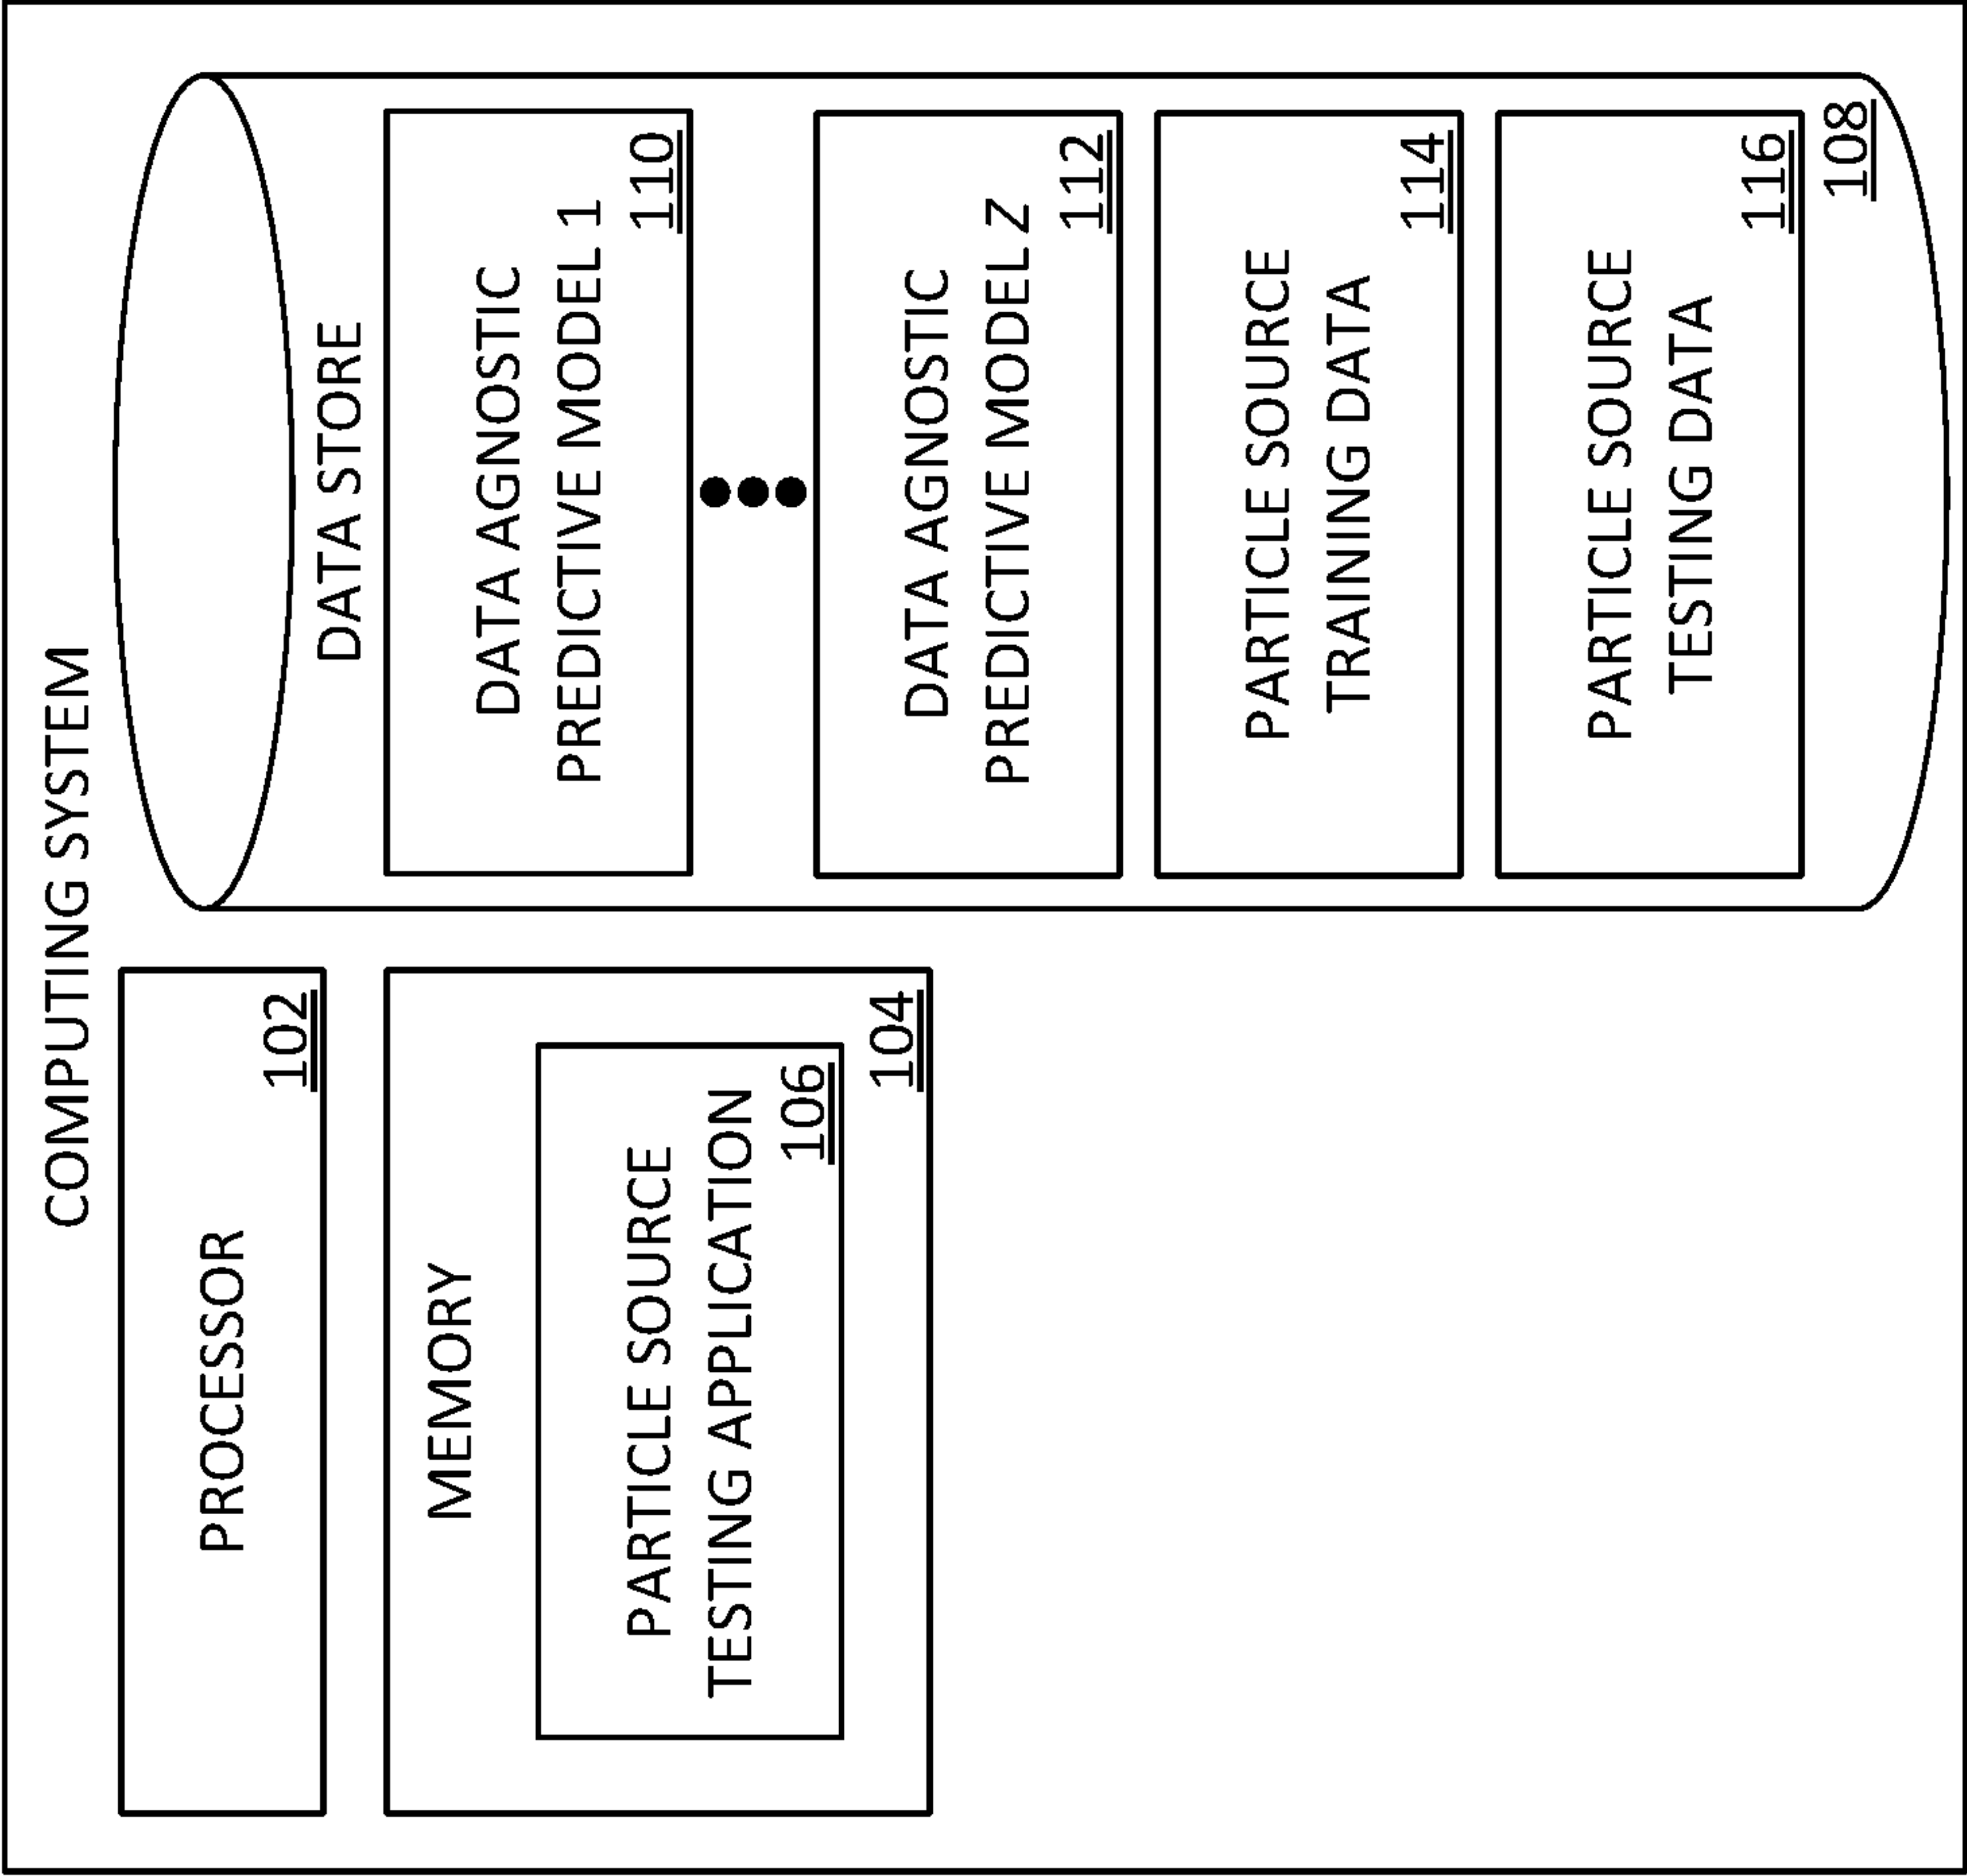 COMPUTING SYSTEM
PROCESSOR
102
MEMORY
PARTICLE SOURCE
TESTING APPLICATION
106
104
DATA STORE
DATA AGNOSTIC
PREDICTIVE MODEL 1
110
DATA AGNOSTIC
PREDICTIVE MODEL Z
112
PARTICLE SOURCE
TRAINING DATA
114
PARTICLE SOURCE
TESTING DATA
116
108